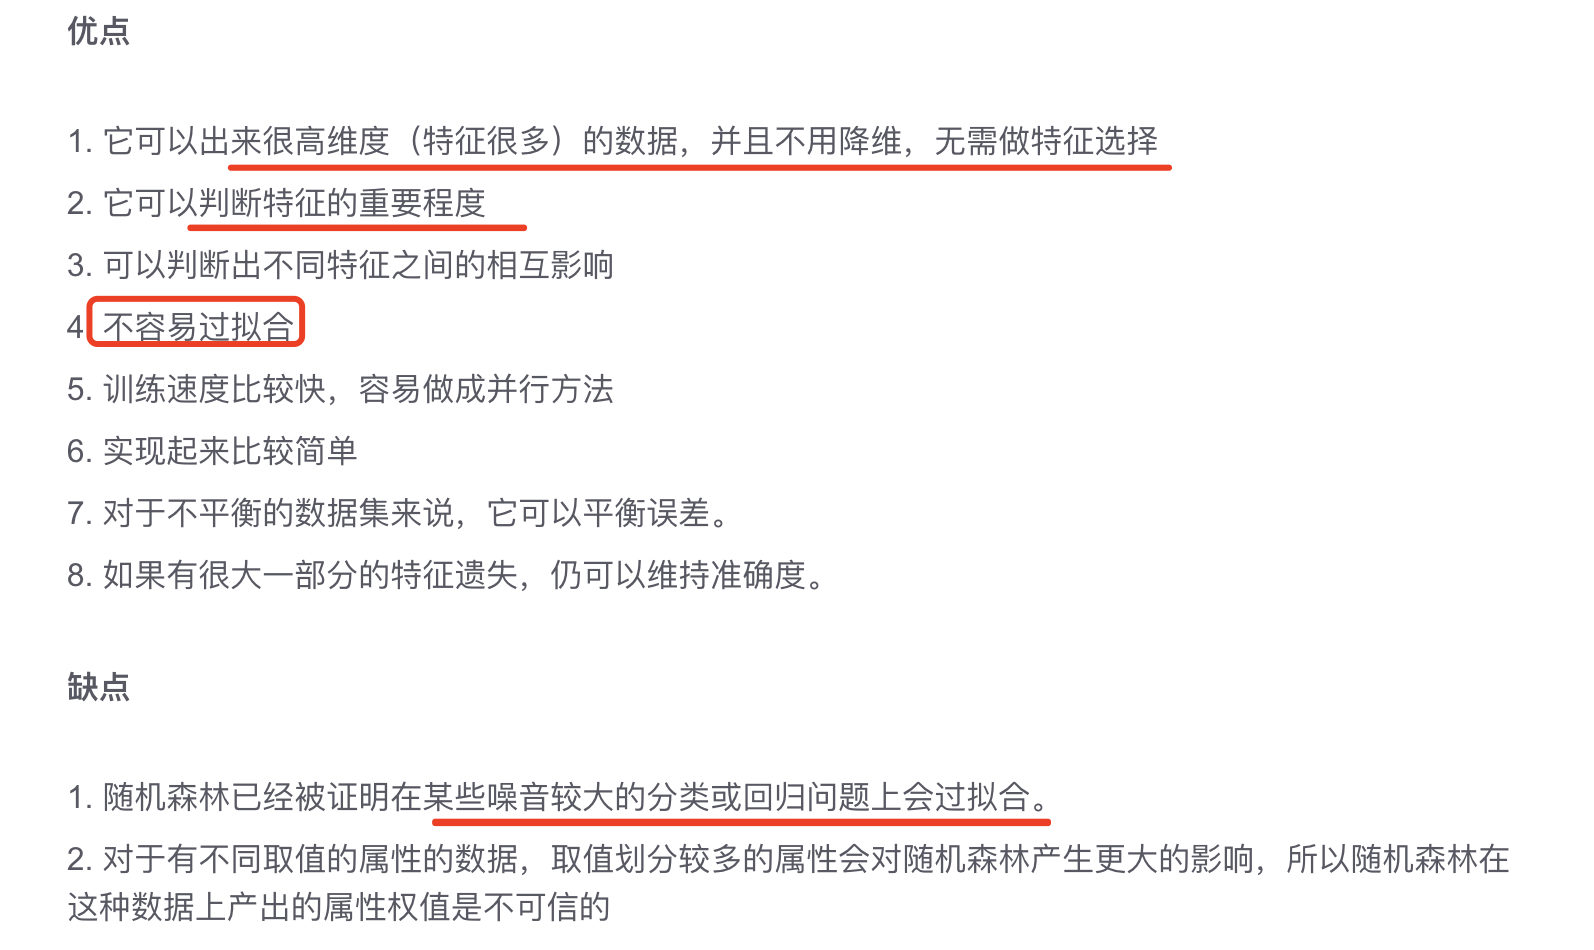 优点
1. 它可以出来很高维度（特征很多）的数据，并且不用降维，无需做特征选择
2. 它可以判断特征的重要程度
3. 可以判断出不同特征之间的相互影响
4 不容易过拟合
5. 训练速度比较快，容易做成并行方法
6. 实现起来比较简单
7. 对于不平衡的数据集来说，它可以平衡误差。
8. 如果有很大一部分的特征遗失，仍可以维持准确度。
缺点
1. 随机森林已经被证明在某些噪音较大的分类或回归问题上会过拟合。
2. 对于有不同取值的属性的数据，取值划分较多的属性会对随机森林产生更大的影响，所以随机森林在
这种数据上产出的属性权值是不可信的